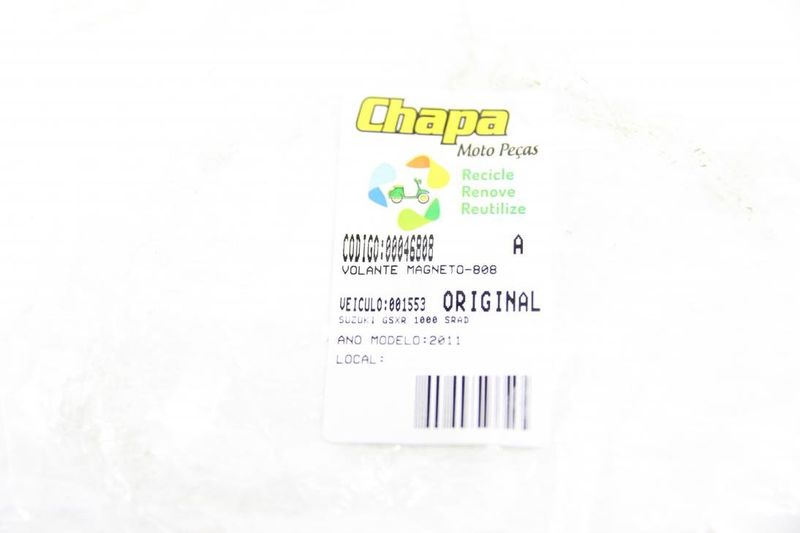 Chapa
Moto Peças
Recicle
Renove
Reutilize
CODIGO:00046808 A
VOLANTE MAGNETO-808
VEICULO:001553 ORIGINAL
SUZUKI GSXR 1000 SRAD
ANO MODELO:2011
LOCAL: